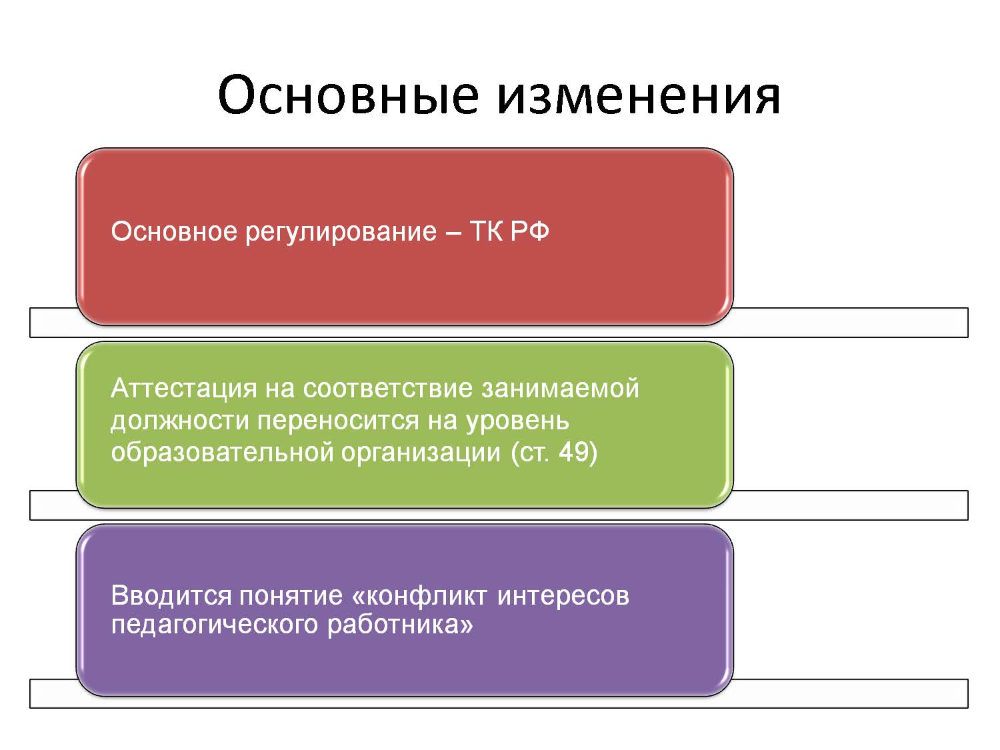 Основные изменения
Основное регулирование – ТК РФ
Аттестация на соответствие занимаемой
должности переносится на уровень
образовательной организации (ст. 49)
Вводится понятие «конфликт интересов
педагогического работника»